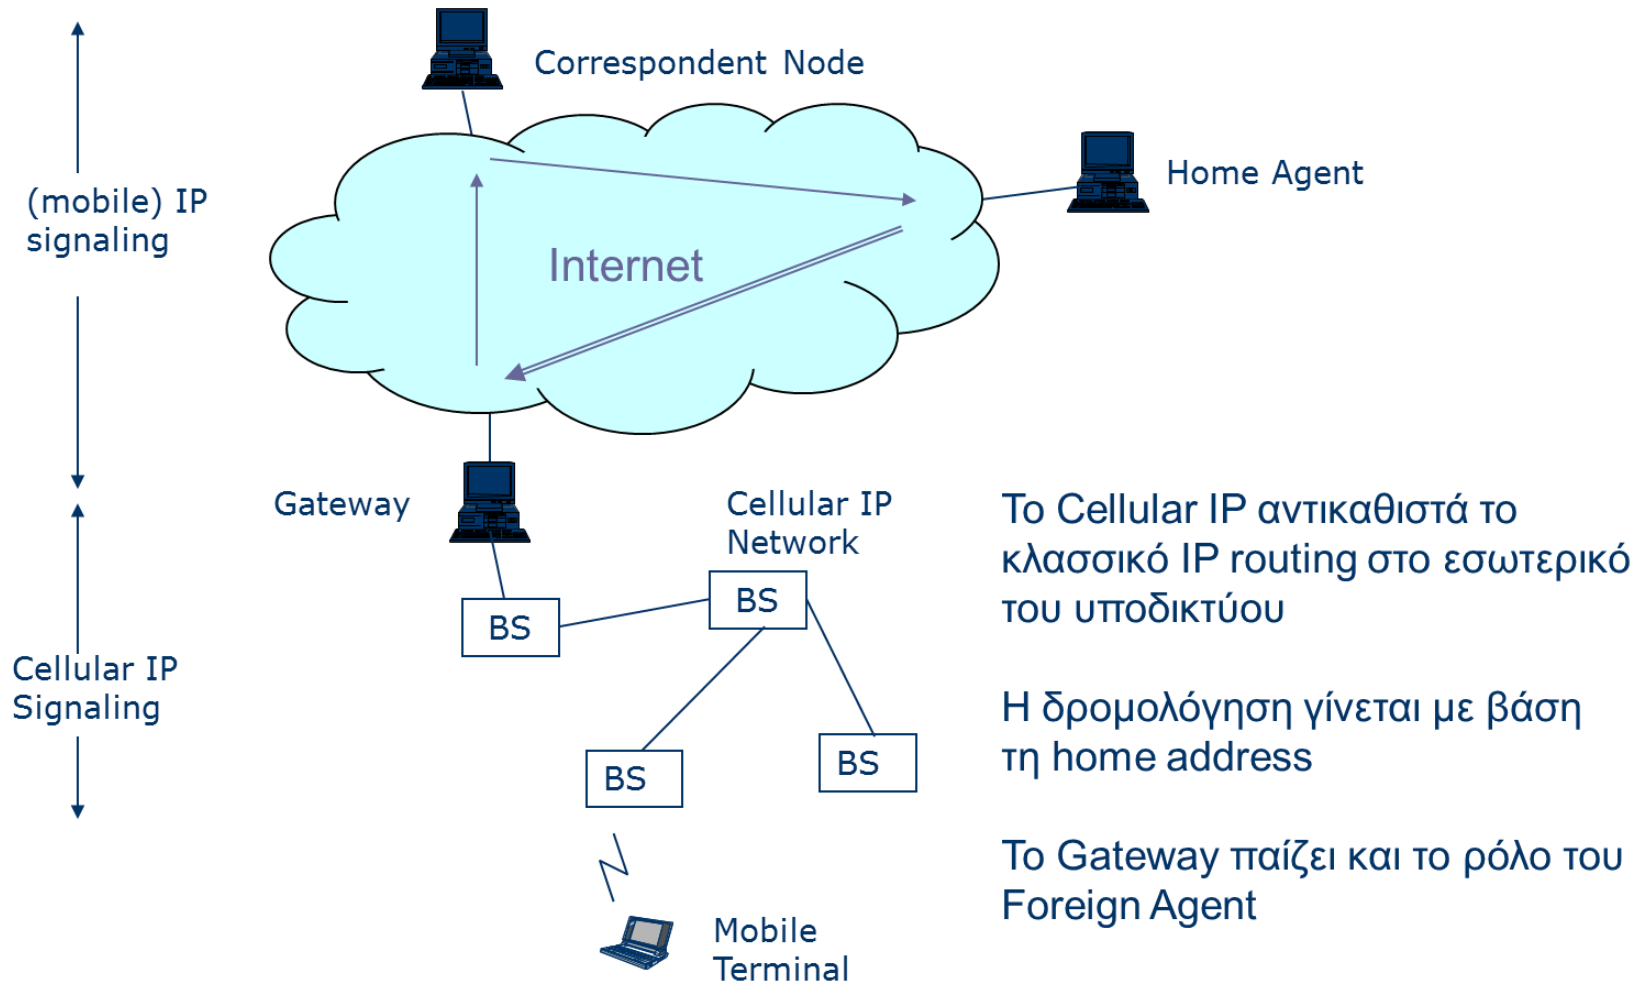 Correspondent Node
Home Agent
(mobile) IP
signaling
Internet
Gateway
Cellular IP
Network
BS
BS
BS
BS
Cellular IP
Signaling
Mobile
Terminal
Το Cellular IP αντικαθιστά το
κλασσικό IP routing στο εσωτερικό
του υποδικτύου
Η δρομολόγηση γίνεται με βάση
τη home address
Το Gateway παίζει και το ρόλο του
Foreign Agent